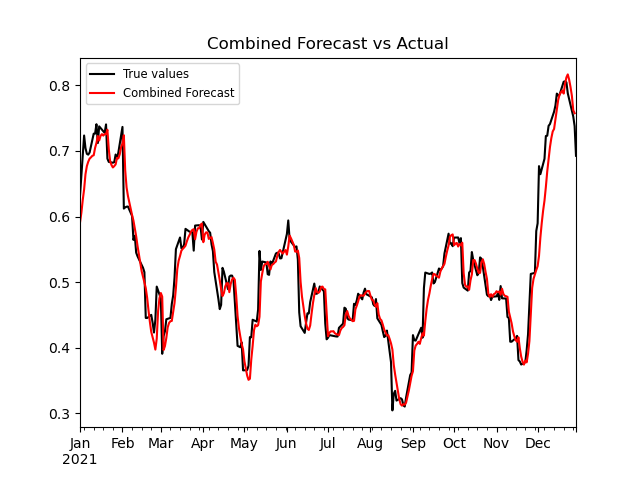 Combined Forecast vs Actual
True values
Combined Forecast
0.8
0.7
0.6
0.5
0.4
0.3
Jan Feb Mar Apr May Jun Jul Aug Sep Oct Nov Dec
2021